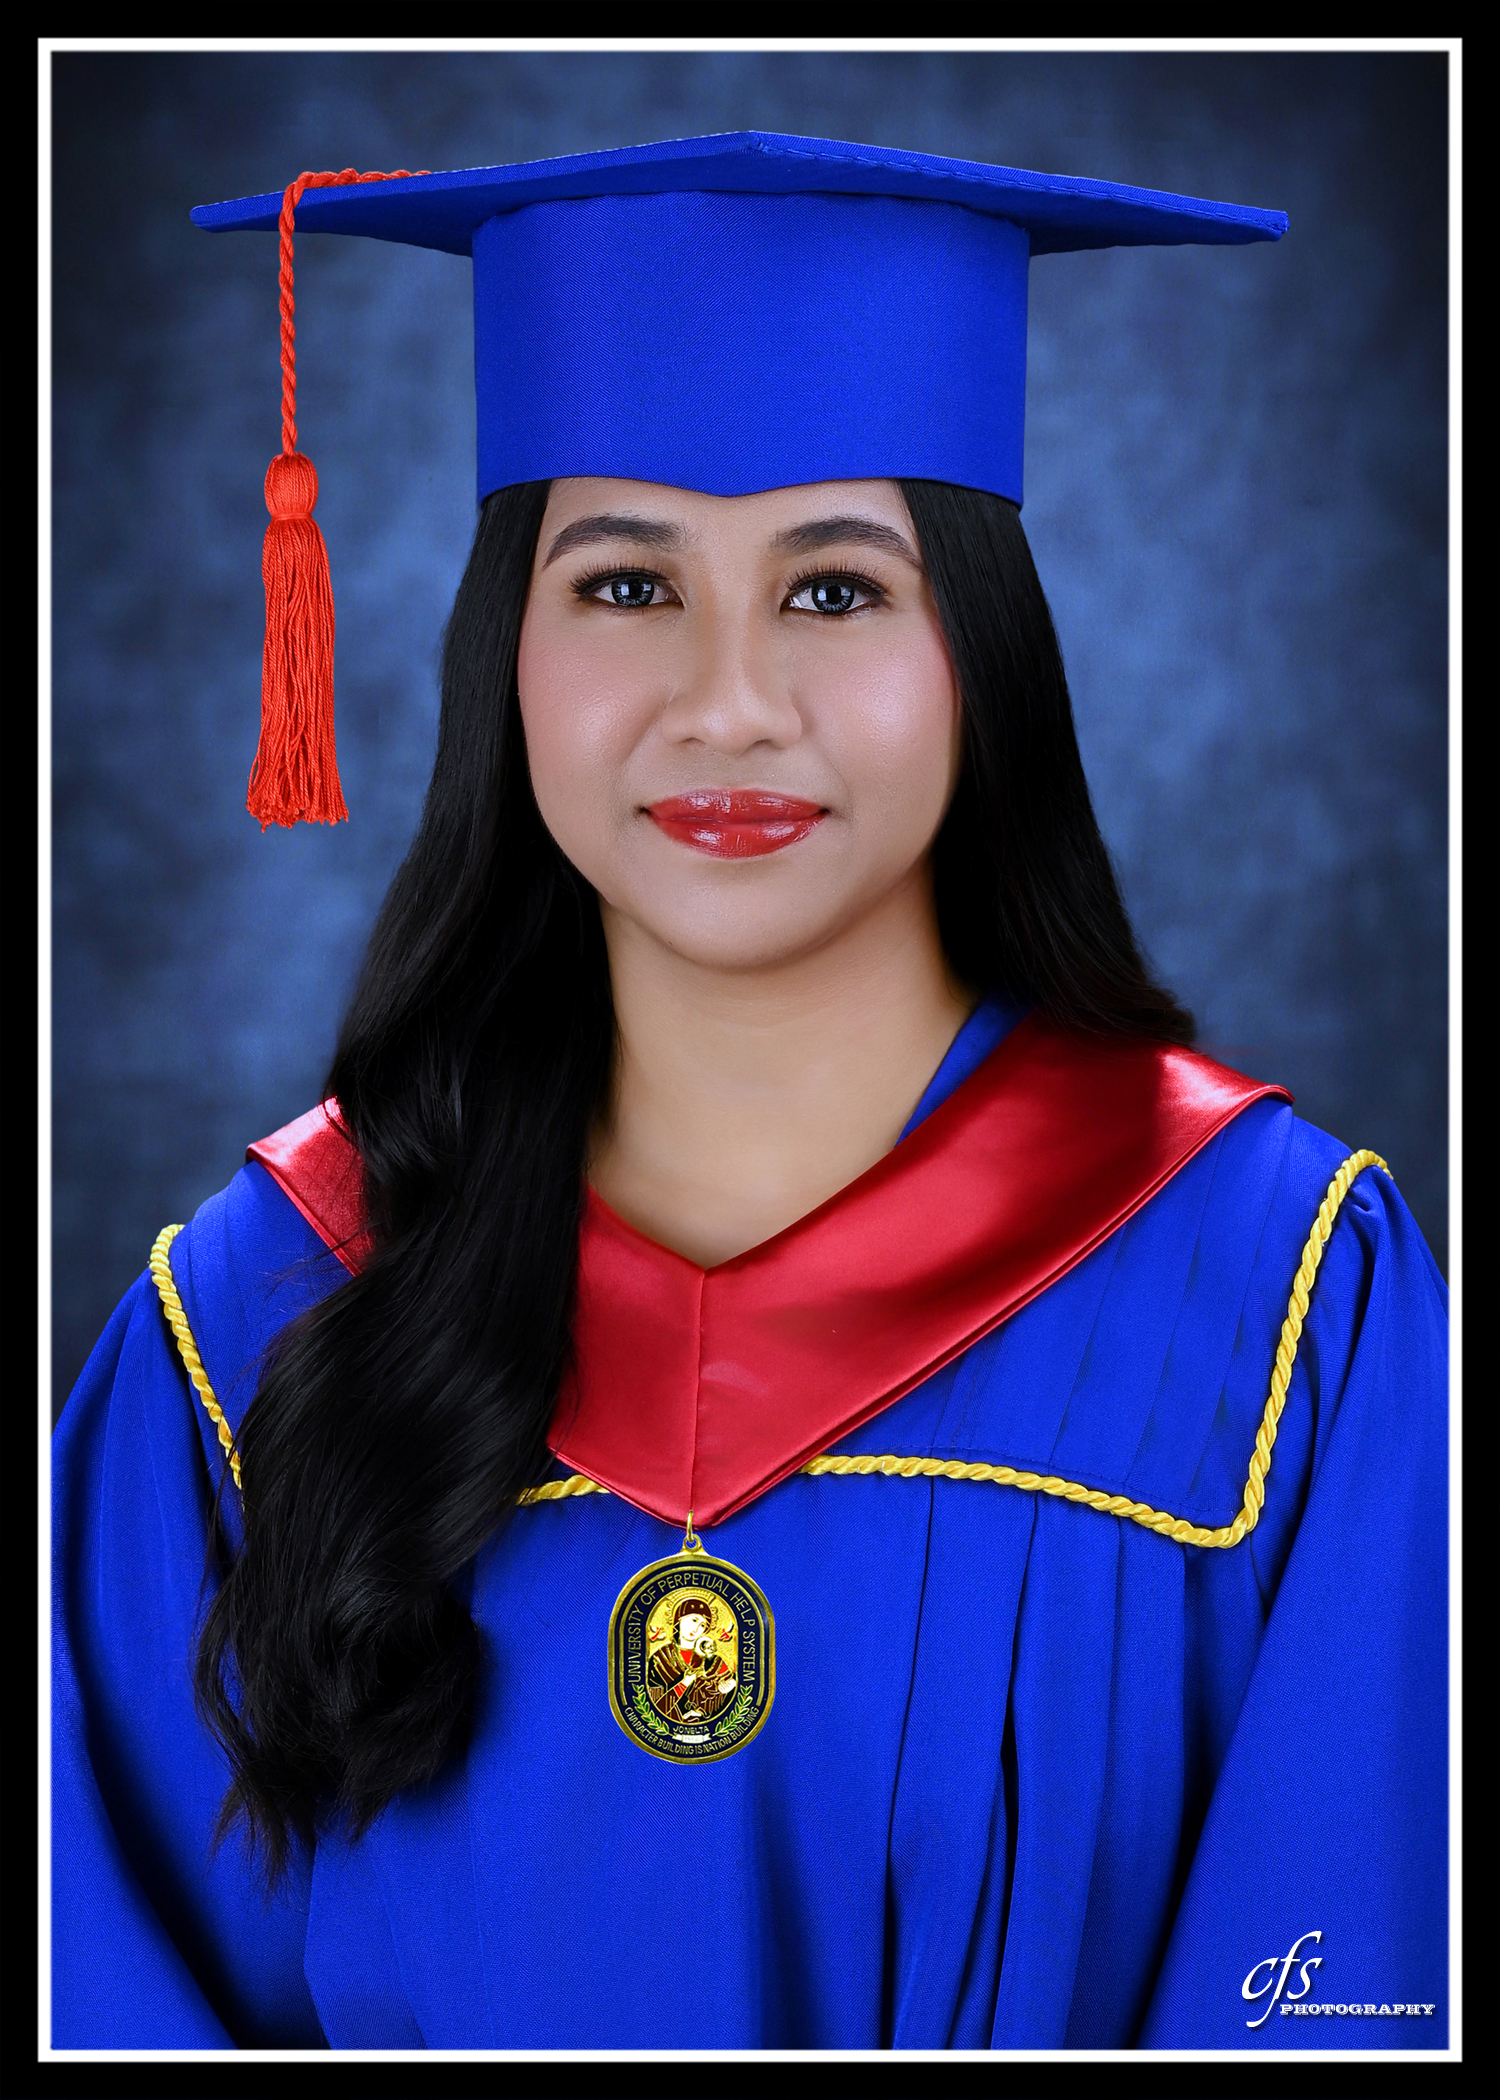 UNIVERSITY OF PERPETUAL HELP SYSTEM
JONELTA
CHARACTER BUILDING IS NATION BUILDING
cfs
PHOTOGRAPHY